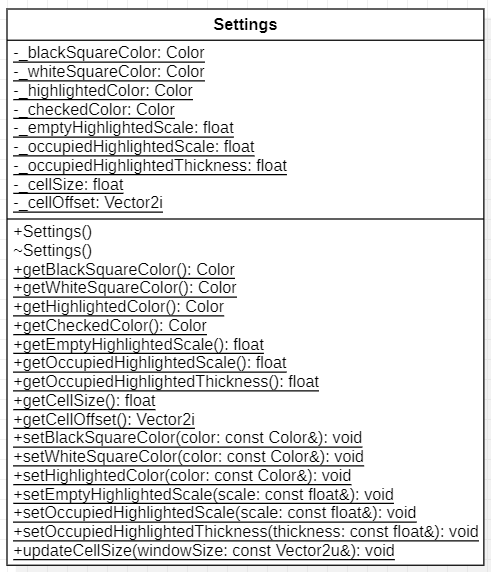 Settings
-_blackSquareColor: Color
-_whiteSquareColor: Color
-_highlightedColor: Color
-_checkedColor: Color
-_emptyHighlightedScale: float
-_occupiedHighlightedScale: float
-_occupiedHighlightedThickness: float
-_cellSize: float
-_cellOffset: Vector2i
+Settings()
~Settings()
+getBlackSquareColor(): Color
+getWhiteSquareColor(): Color
+getHighlightedColor(): Color
+getCheckedColor(): Color
+getEmptyHighlightedScale(): float
+getOccupiedHighlightedScale(): float
+getOccupiedHighlightedThickness(): float
+getCellSize(): float
+getCellOffset(): Vector2i
+setBlackSquareColor(color: const Color&): void
+setWhiteSquareColor(color: const Color&): void
+setHighlightedColor(color: const Color&): void
+setEmptyHighlightedScale(scale: const float&): void
+setOccupiedHighlightedScale(scale: const float&): void
+setOccupiedHighlightedThickness(thickness: const float&): void
+updateCellSize(windowSize: const Vector2u&): void